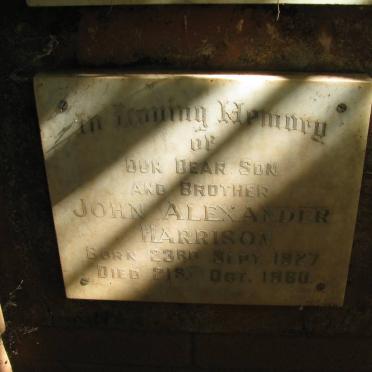 In Loving Memory
OF
OUR DEAR SON
AND BROTHER
JOHN ALEXANDER
HARRISON
BORN 23RD SEPT. 1927
DIED 21ST OCT. 1960.